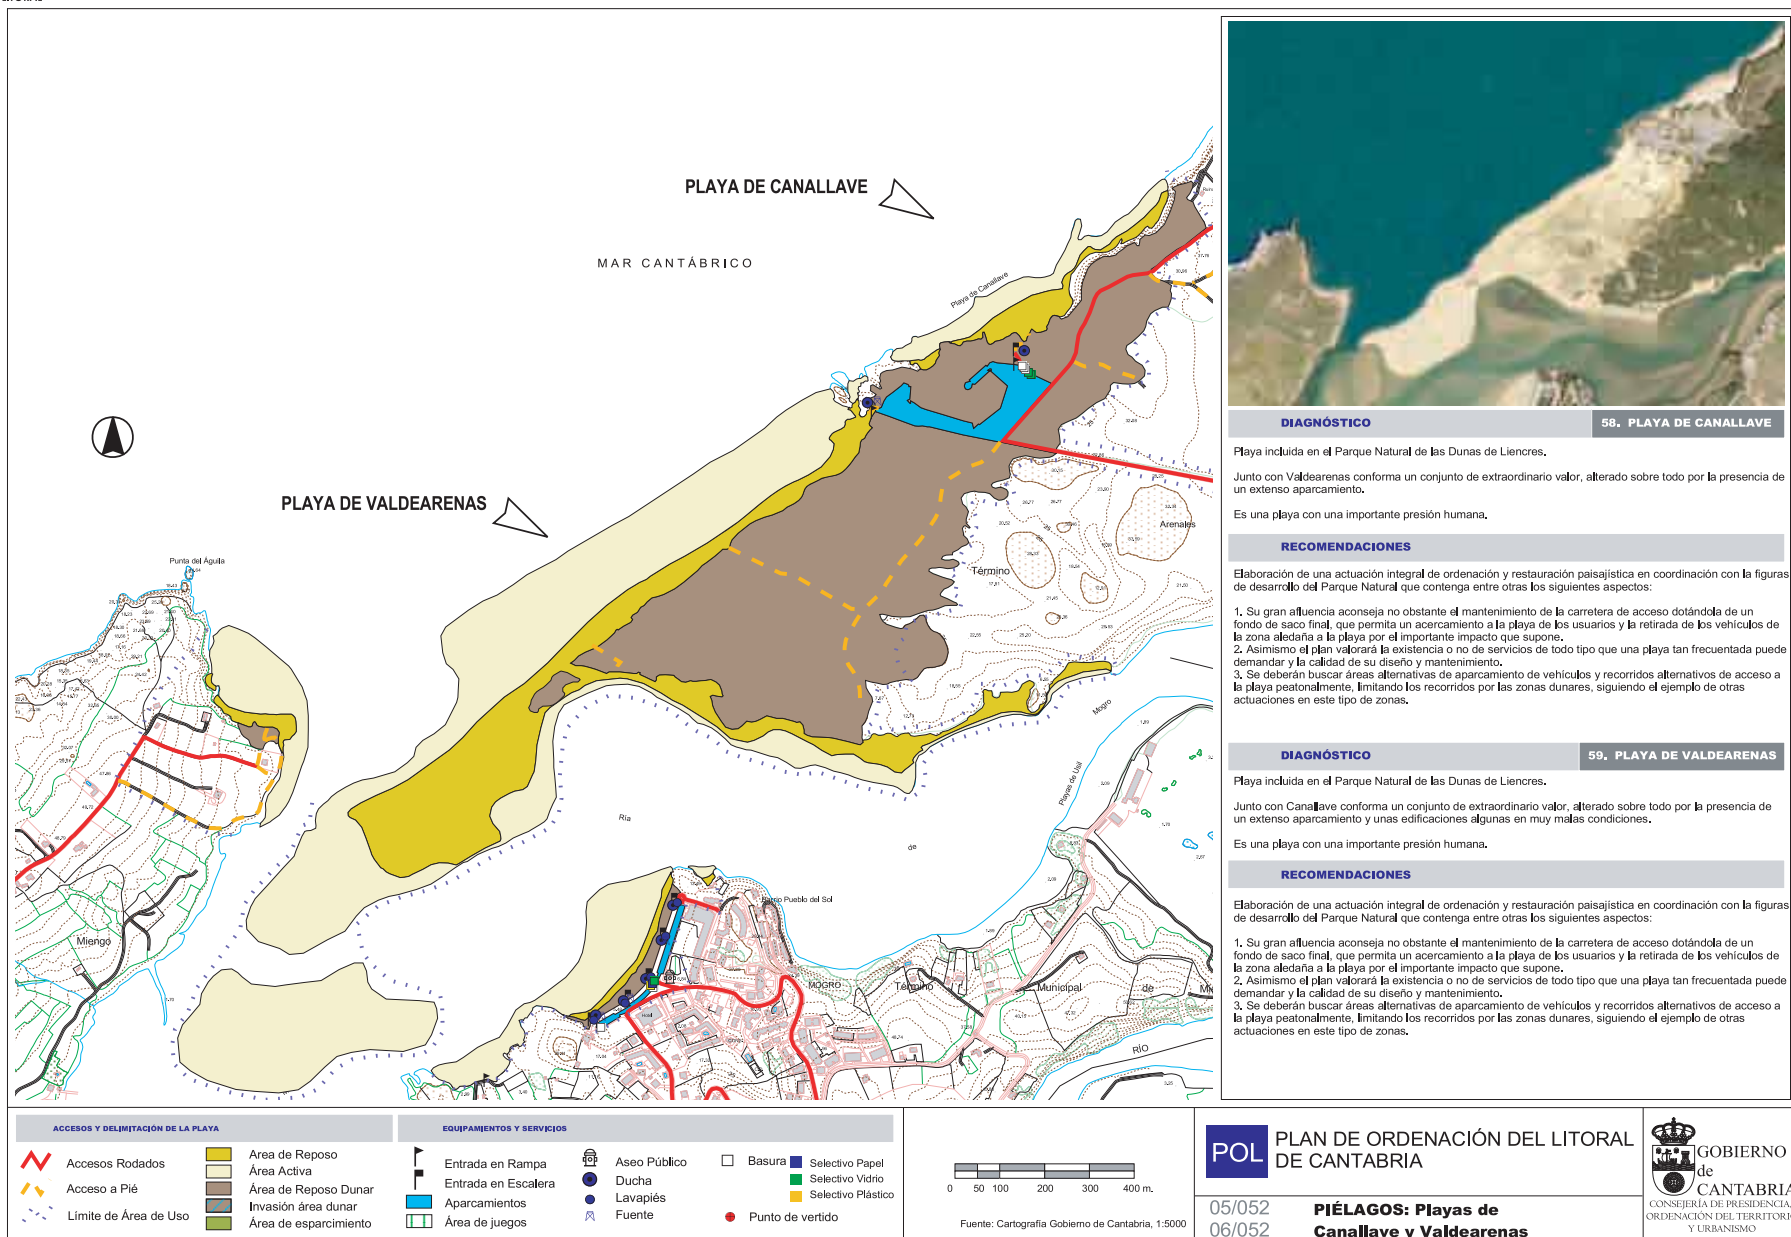 PLAYA DE CANALLAVE
MAR CANTÁBRICO
Playa de Canallave
PLAYA DE VALDEARENAS
Punta del Águila
Arenales
Término
Ría
de
Mogro
Playas de Usil
Barrio Pueblo del Sol
Miengo
MOGRO
Término
Municipal
de
RÍO
DIAGNÓSTICO
58. PLAYA DE CANALLAVE
Playa incluida en el Parque Natural de las Dunas de Liencres.
Junto con Valdearenas conforma un conjunto de extraordinario valor, alterado sobre todo por la presencia de
un extenso aparcamiento.
Es una playa con una importante presión humana.
RECOMENDACIONES
Elaboración de una actuación integral de ordenación y restauración paisajística en coordinación con la figuras
de desarrollo del Parque Natural que contenga entre otras los siguientes aspectos:
1. Su gran afluencia aconseja no obstante el mantenimiento de la carretera de acceso dotándola de un
fondo de saco final, que permita un acercamiento a la playa de los usuarios y la retirada de los vehículos de
la zona aledaña a la playa por el importante impacto que supone.
2. Asimismo el plan valorará la existencia o no de servicios de todo tipo que una playa tan frecuentada puede
demandar y la calidad de su diseño y mantenimiento.
3. Se deberán buscar áreas alternativas de aparcamiento de vehículos y recorridos alternativos de acceso a
la playa peatonalmente, limitando los recorridos por las zonas dunares, siguiendo el ejemplo de otras
actuaciones en este tipo de zonas.
DIAGNÓSTICO
59. PLAYA DE VALDEARENAS
Playa incluida en el Parque Natural de las Dunas de Liencres.
Junto con Canallave conforma un conjunto de extraordinario valor, alterado sobre todo por la presencia de
un extenso aparcamiento y unas edificaciones algunas en muy malas condiciones.
Es una playa con una importante presión humana.
RECOMENDACIONES
Elaboración de una actuación integral de ordenación y restauración paisajística en coordinación con la figuras
de desarrollo del Parque Natural que contenga entre otras los siguientes aspectos:
1. Su gran afluencia aconseja no obstante el mantenimiento de la carretera de acceso dotándola de un
fondo de saco final, que permita un acercamiento a la playa de los usuarios y la retirada de los vehículos de
la zona aledaña a la playa por el importante impacto que supone.
2. Asimismo el plan valorará la existencia o no de servicios de todo tipo que una playa tan frecuentada puede
demandar y la calidad de su diseño y mantenimiento.
3. Se deberán buscar áreas alternativas de aparcamiento de vehículos y recorridos alternativos de acceso a
la playa peatonalmente, limitando los recorridos por las zonas dunares, siguiendo el ejemplo de otras
actuaciones en este tipo de zonas.
ACCESOS Y DELIMITACIÓN DE LA PLAYA
Accesos Rodados
Acceso a Pié
Límite de Área de Uso
Area de Reposo
Área Activa
Área de Reposo Dunar
Invasión área dunar
Área de esparcimiento
EQUIPAMIENTOS Y SERVICIOS
Entrada en Rampa
Entrada en Escalera
Aparcamientos
Área de juegos
Aseo Público
Ducha
Lavapiés
Fuente
Basura
Selectivo Papel
Selectivo Vidrio
Selectivo Plástico
Punto de vertido
0 50 100 200 300 400 m.
Fuente: Cartografía Gobierno de Cantabria, 1:5000
POL
PLAN DE ORDENACIÓN DEL LITORAL
DE CANTABRIA
05/052
06/052
PIÉLAGOS: Playas de
Canallave y Valdearenas
GOBIERNO
de
CANTABRIA
CONSEJERÍA DE PRESIDENCIA,
ORDENACIÓN DEL TERRITORIO
Y URBANISMO